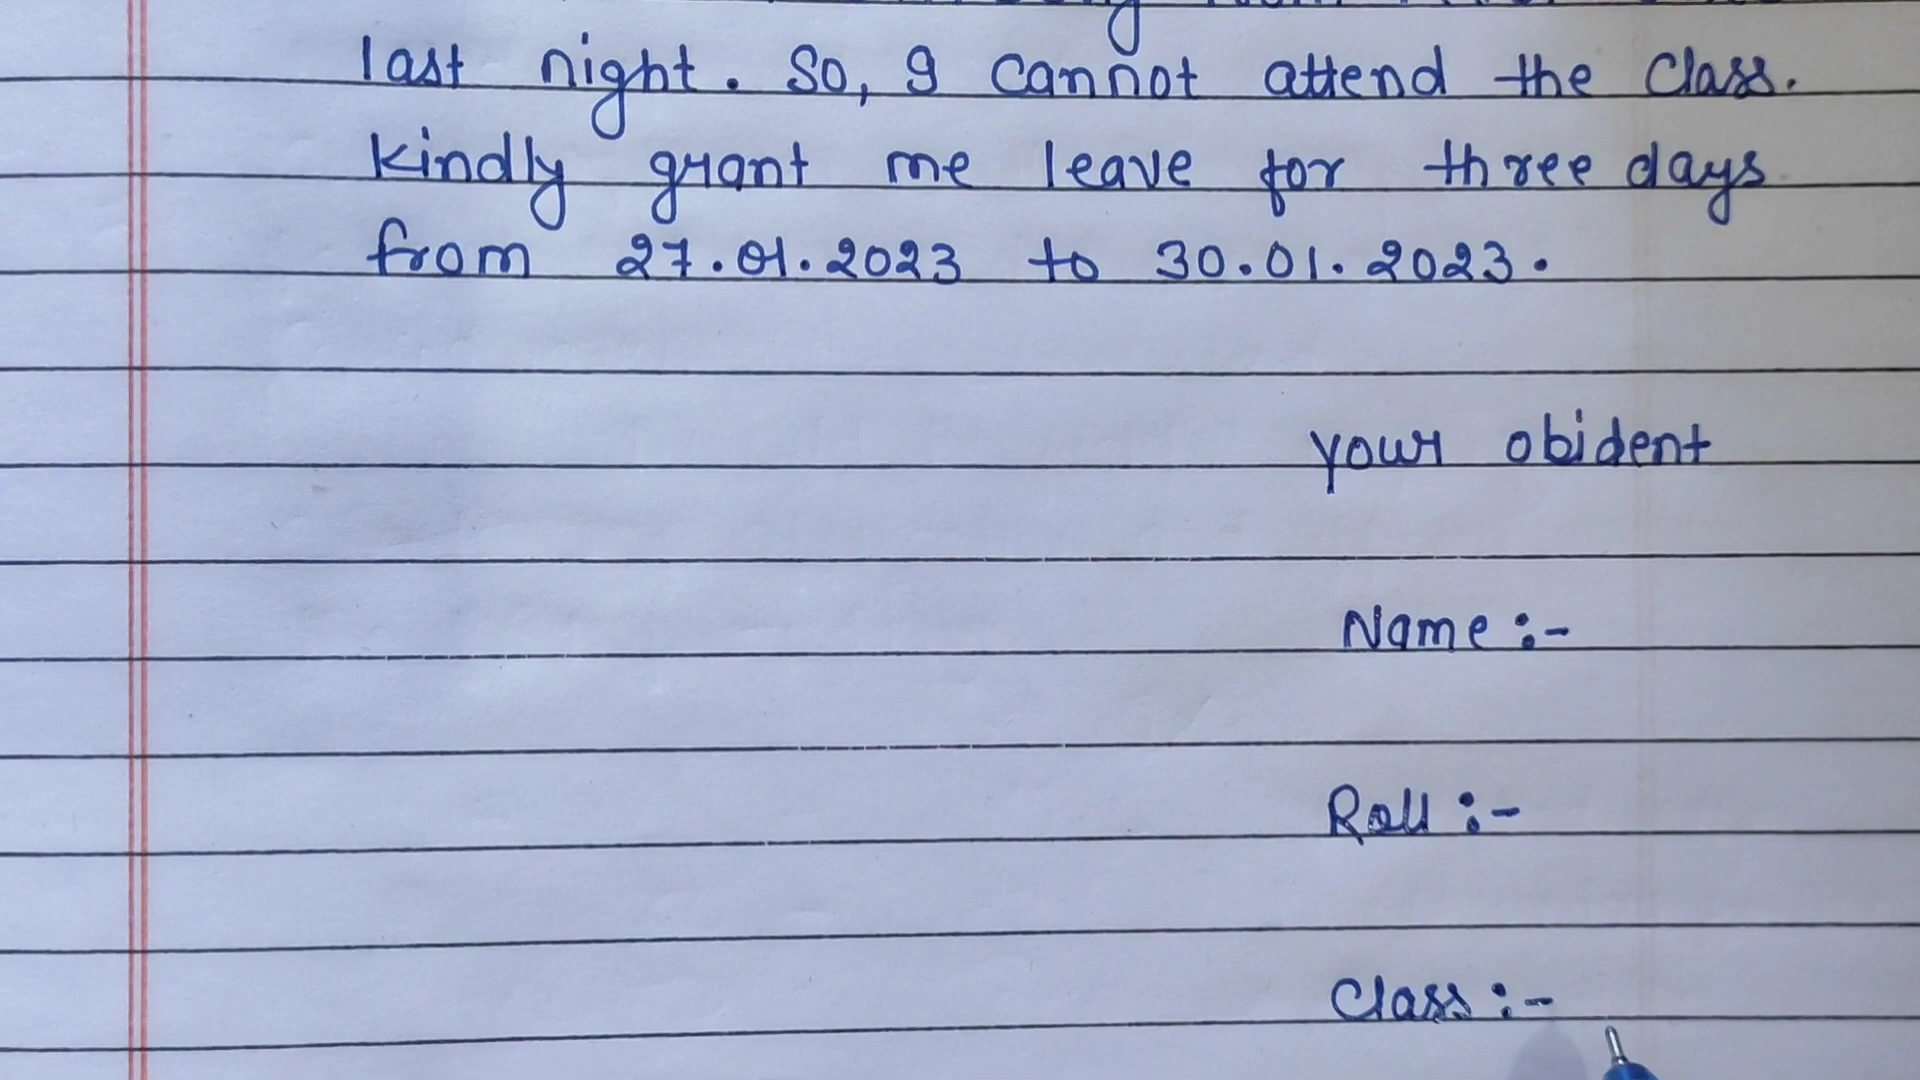 last night. So, I cannot attend the Class.
kindly grant me leave for three days
from 27.01.2023 to 30.01.2023.
your obident
Name :-
Roll :-
Class :-